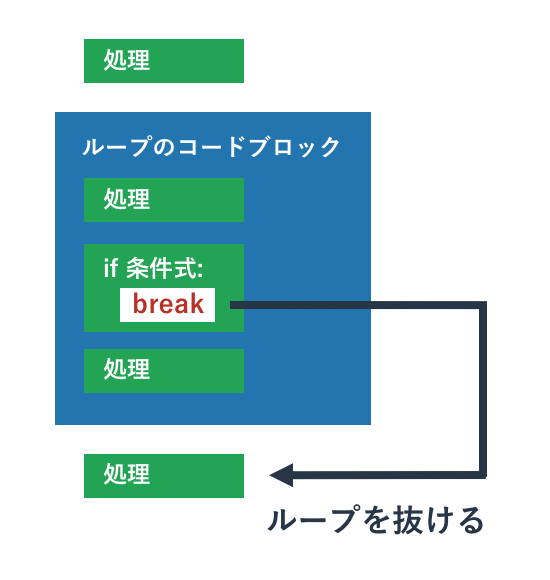 処理
ループのコードブロック
処理
if 条件式:
break
処理
処理
ループを抜ける